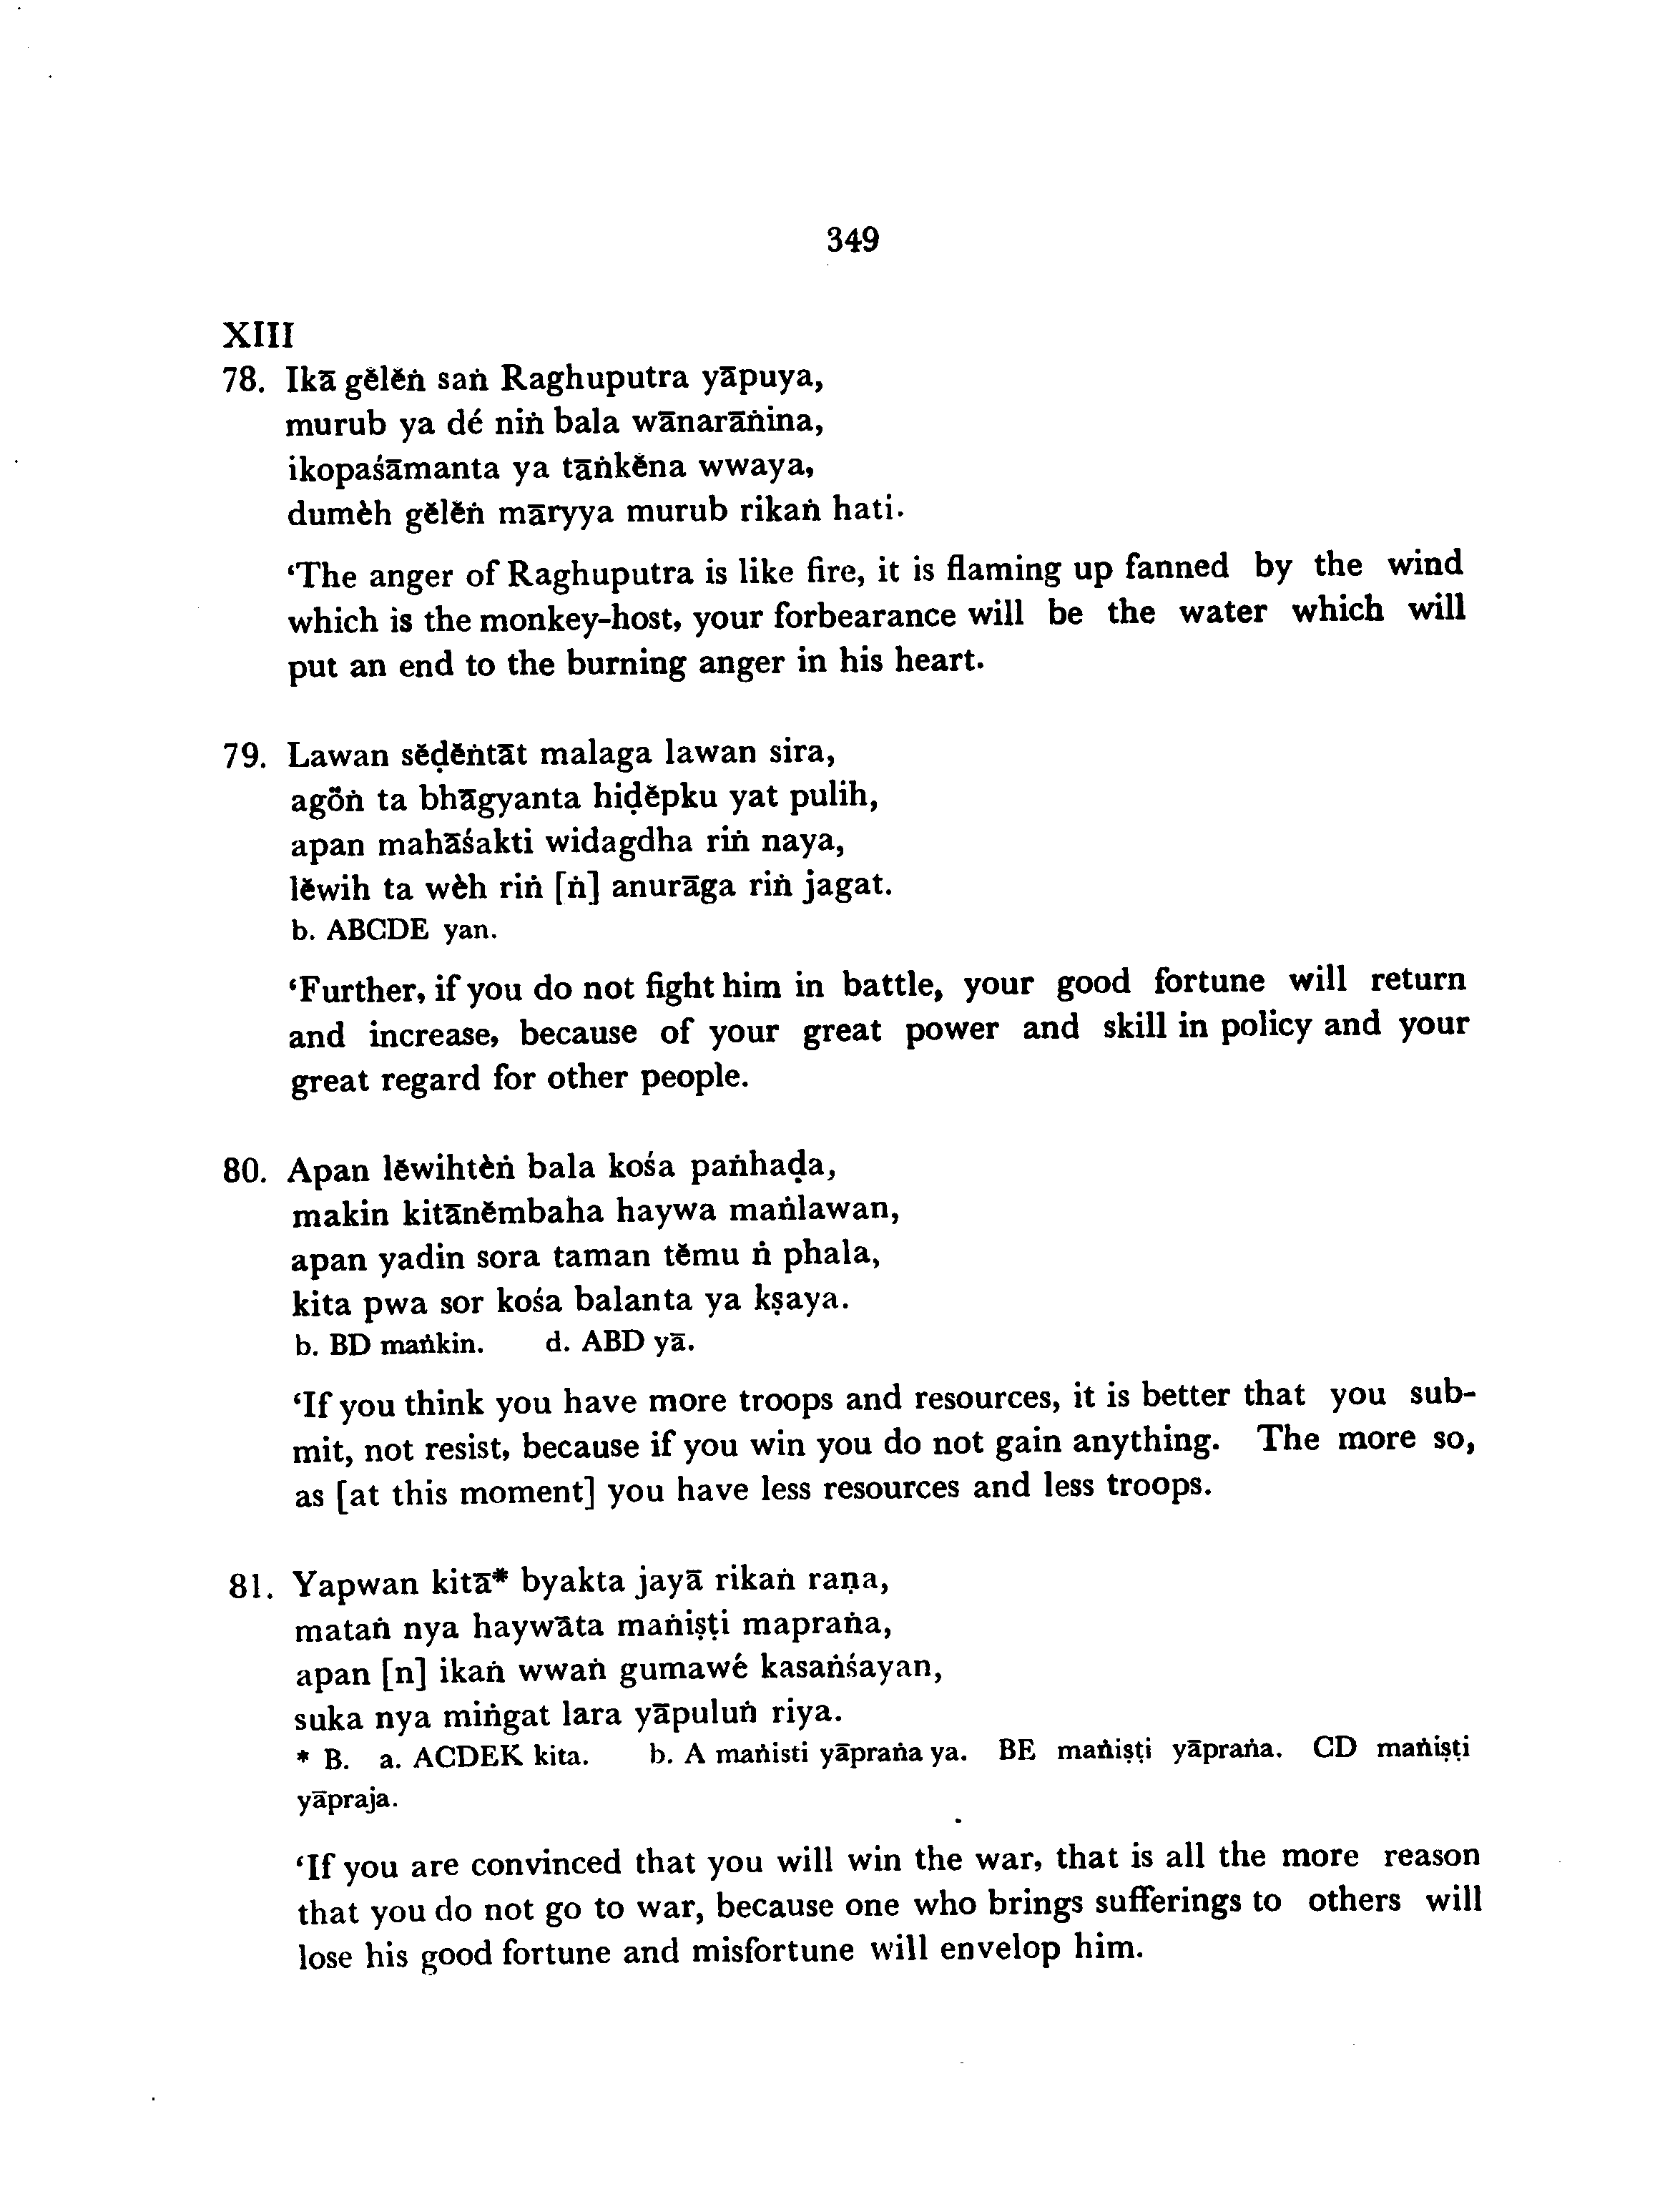 349
XIII
78. Ikā gĕlĕṅ saṅ Raghuputra yāpuya,
murub ya dé niṅ bala wānarāṅina,
ikopaśāmanta ya tāṅkĕna wwaya,
dumèh gĕlĕṅ māryya murub rikaṅ hati.
‘The anger of Raghuputra is like fire, it is flaming up fanned by the wind
which is the monkey-host, your forbearance will be the water which will
put an end to the burning anger in his heart.
79. Lawan sĕḍĕṅtāt malaga lawan sira,
agöṅ ta bhāgyanta hiḍĕpku yat pulih,
apan mahāśakti widagdha riṅ naya,
lĕwih ta wèh riṅ [ṅ] anurāga riṅ jagat.
b. ABCDE yan.
‘Further, if you do not fight him in battle, your good fortune will return
and increase, because of your great power and skill in policy and your
great regard for other people.
80. Apan lĕwihtèṅ bala kośa paṅhaḍa,
makin kitānĕmbaha haywa maṅlawan,
apan yadin sora taman tĕmu ṅ phala,
kita pwa sor kośa balanta ya kṣaya.
b. BD maṅkin. d. ABD yā.
‘If you think you have more troops and resources, it is better that you sub-
mit, not resist, because if you win you do not gain anything. The more so,
as [at this moment] you have less resources and less troops.
81. Yapwan kitā* byakta jayā rikaṅ raṇa,
mataṅ nya haywāta maṅiṣṭi mapraṅa,
apan [n] ikaṅ wwaṅ gumawé kasaṅśayan,
suka nya miṅgat lara yāpuluṅ riya.
* B. a. ACDEK kita. b. A maṅisti yāpraṅa ya. BE maṅiṣṭi yāpraṅa. CD maṅiṣṭi
yāpraja.
‘If you are convinced that you will win the war, that is all the more reason
that you do not go to war, because one who brings sufferings to others will
lose his good fortune and misfortune will envelop him.